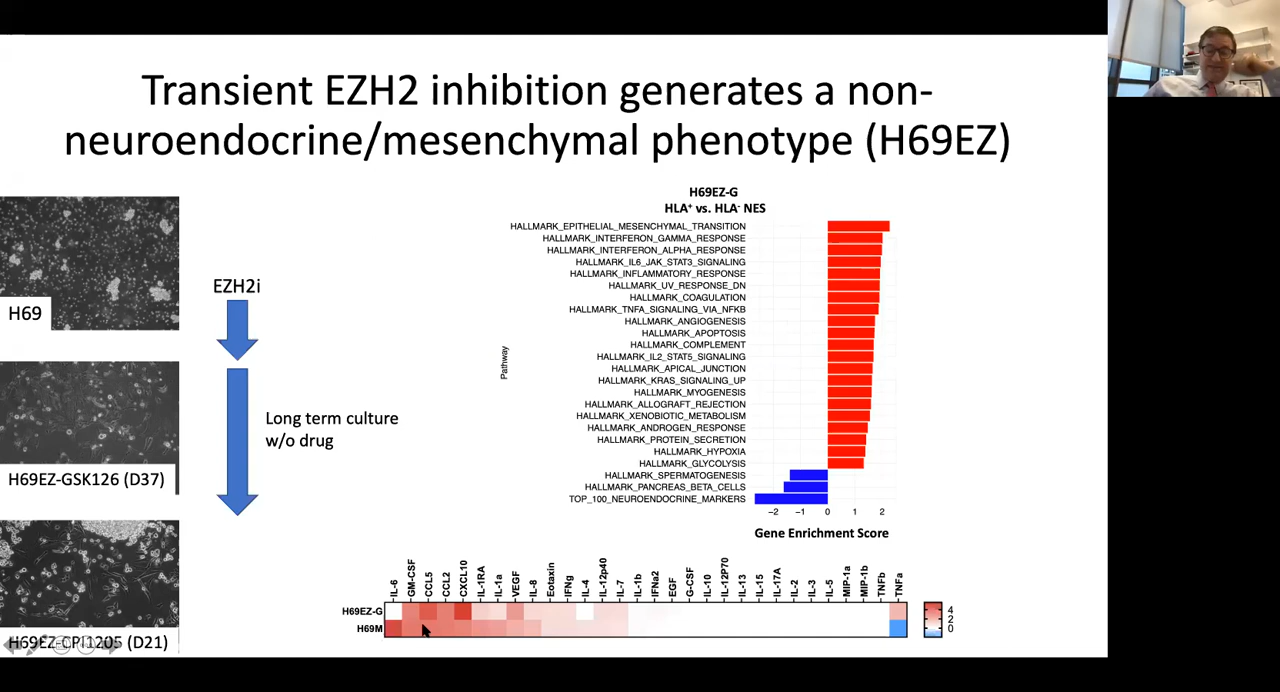 Transient EZH2 inhibition generates a non-
neuroendocrine/mesenchymal phenotype (H69EZ)
H69
EZH2i
H69EZ-GSK126 (D37)
Long term culture
w/o drug
H69EZ-CPI1205 (D21)
H69EZ-G
HLA+ vs. HLA- NES
Pathway
HALLMARK_EPITHELIAL_MESENCHYMAL_TRANSITION
HALLMARK_INTERFERON_GAMMA_RESPONSE
HALLMARK_INTERFERON_ALPHA_RESPONSE
HALLMARK_IL6_JAK_STAT3_SIGNALING
HALLMARK_INFLAMMATORY_RESPONSE
HALLMARK_UV_RESPONSE_DN
HALLMARK_COAGULATION
HALLMARK_TNFA_SIGNALING_VIA_NFKB
HALLMARK_ANGIOGENESIS
HALLMARK_APOPTOSIS
HALLMARK_COMPLEMENT
HALLMARK_IL2_STAT5_SIGNALING
HALLMARK_APICAL_JUNCTION
HALLMARK_KRAS_SIGNALING_UP
HALLMARK_MYOGENESIS
HALLMARK_ALLOGRAFT_REJECTION
HALLMARK_XENOBIOTIC_METABOLISM
HALLMARK_ANDROGEN_RESPONSE
HALLMARK_PROTEIN_SECRETION
HALLMARK_HYPOXIA
HALLMARK_GLYCOLYSIS
HALLMARK_SPERMATOGENESIS
HALLMARK_PANCREAS_BETA_CELLS
TOP_100_NEUROENDOCRINE_MARKERS
−2 −1 0 1 2
Gene Enrichment Score
IL-6
GM-CSF
CCL5
CCL2
CXCL10
IL-1RA
IL-1a
VEGF
IL-8
Eotaxin
IFNg
IL-4
IL-12p40
IL-7
IL-1b
IFNa2
EGF
G-CSF
IL-10
IL-12P70
IL-13
IL-15
IL-17A
IL-2
IL-3
IL-5
MIP-1a
MIP-1b
TNFb
TNFa
H69EZ-G
H69M
4
2
0